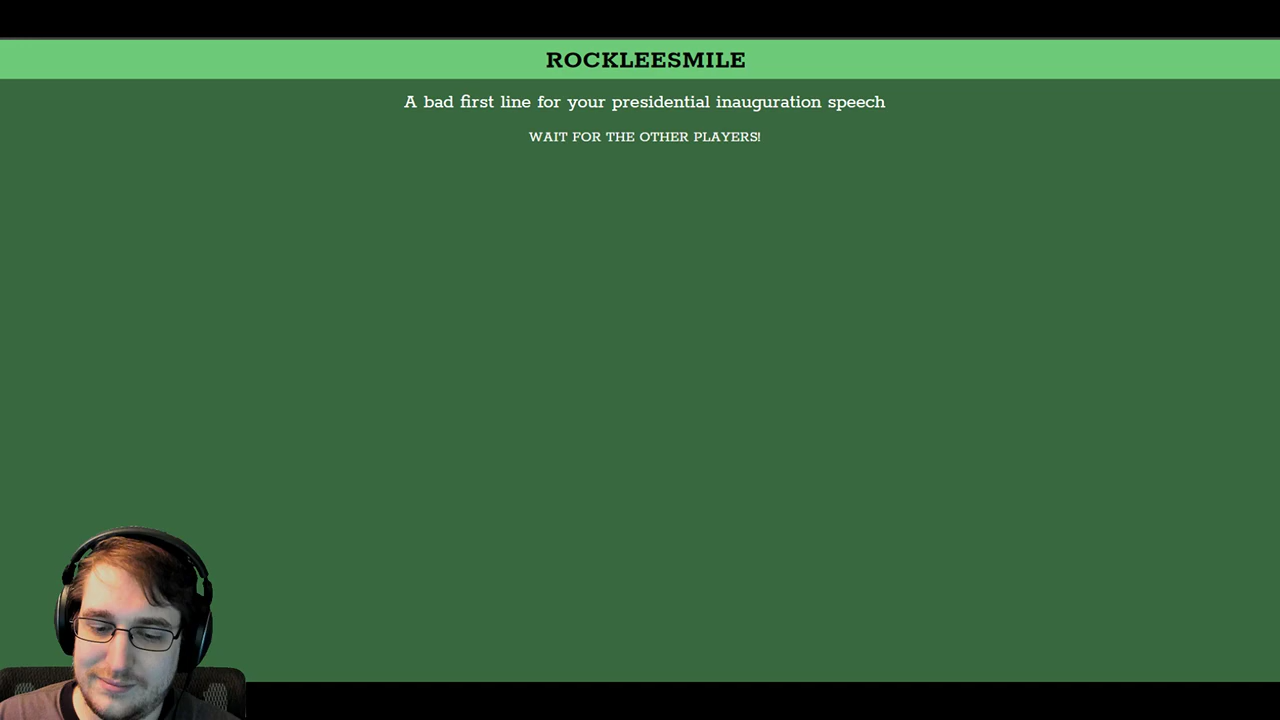 ROCKLEESMILE
A bad first line for your presidential inauguration speech
WAIT FOR THE OTHER PLAYERS!